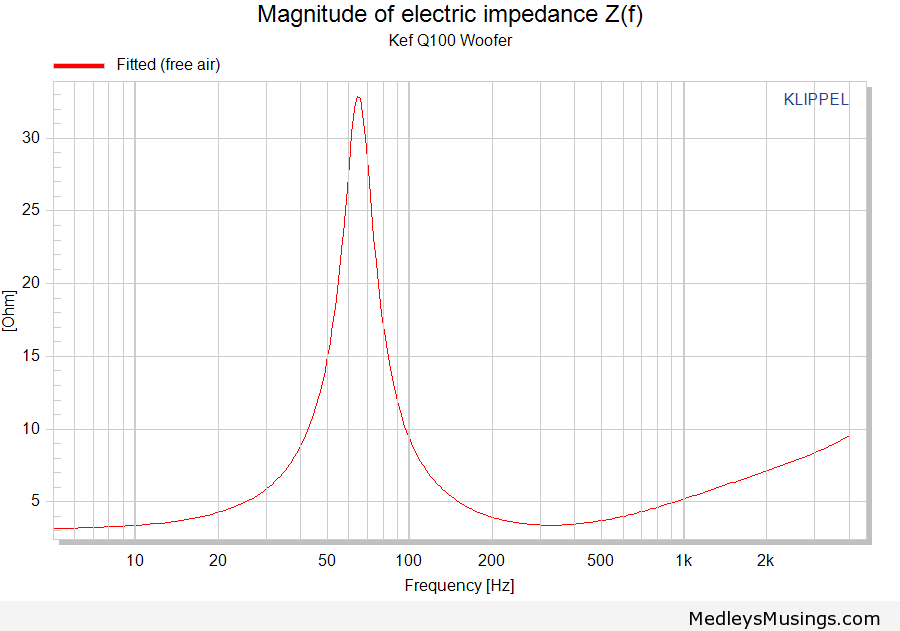 Magnitude of electric impedance Z(f)
Kef Q100 Woofer
Fitted (free air)
KLIPPEL
30
25
20
15
10
5
[Ohm]
10 20 50 100 200 500 1k 2k
Frequency [Hz]
MedleysMusings.com